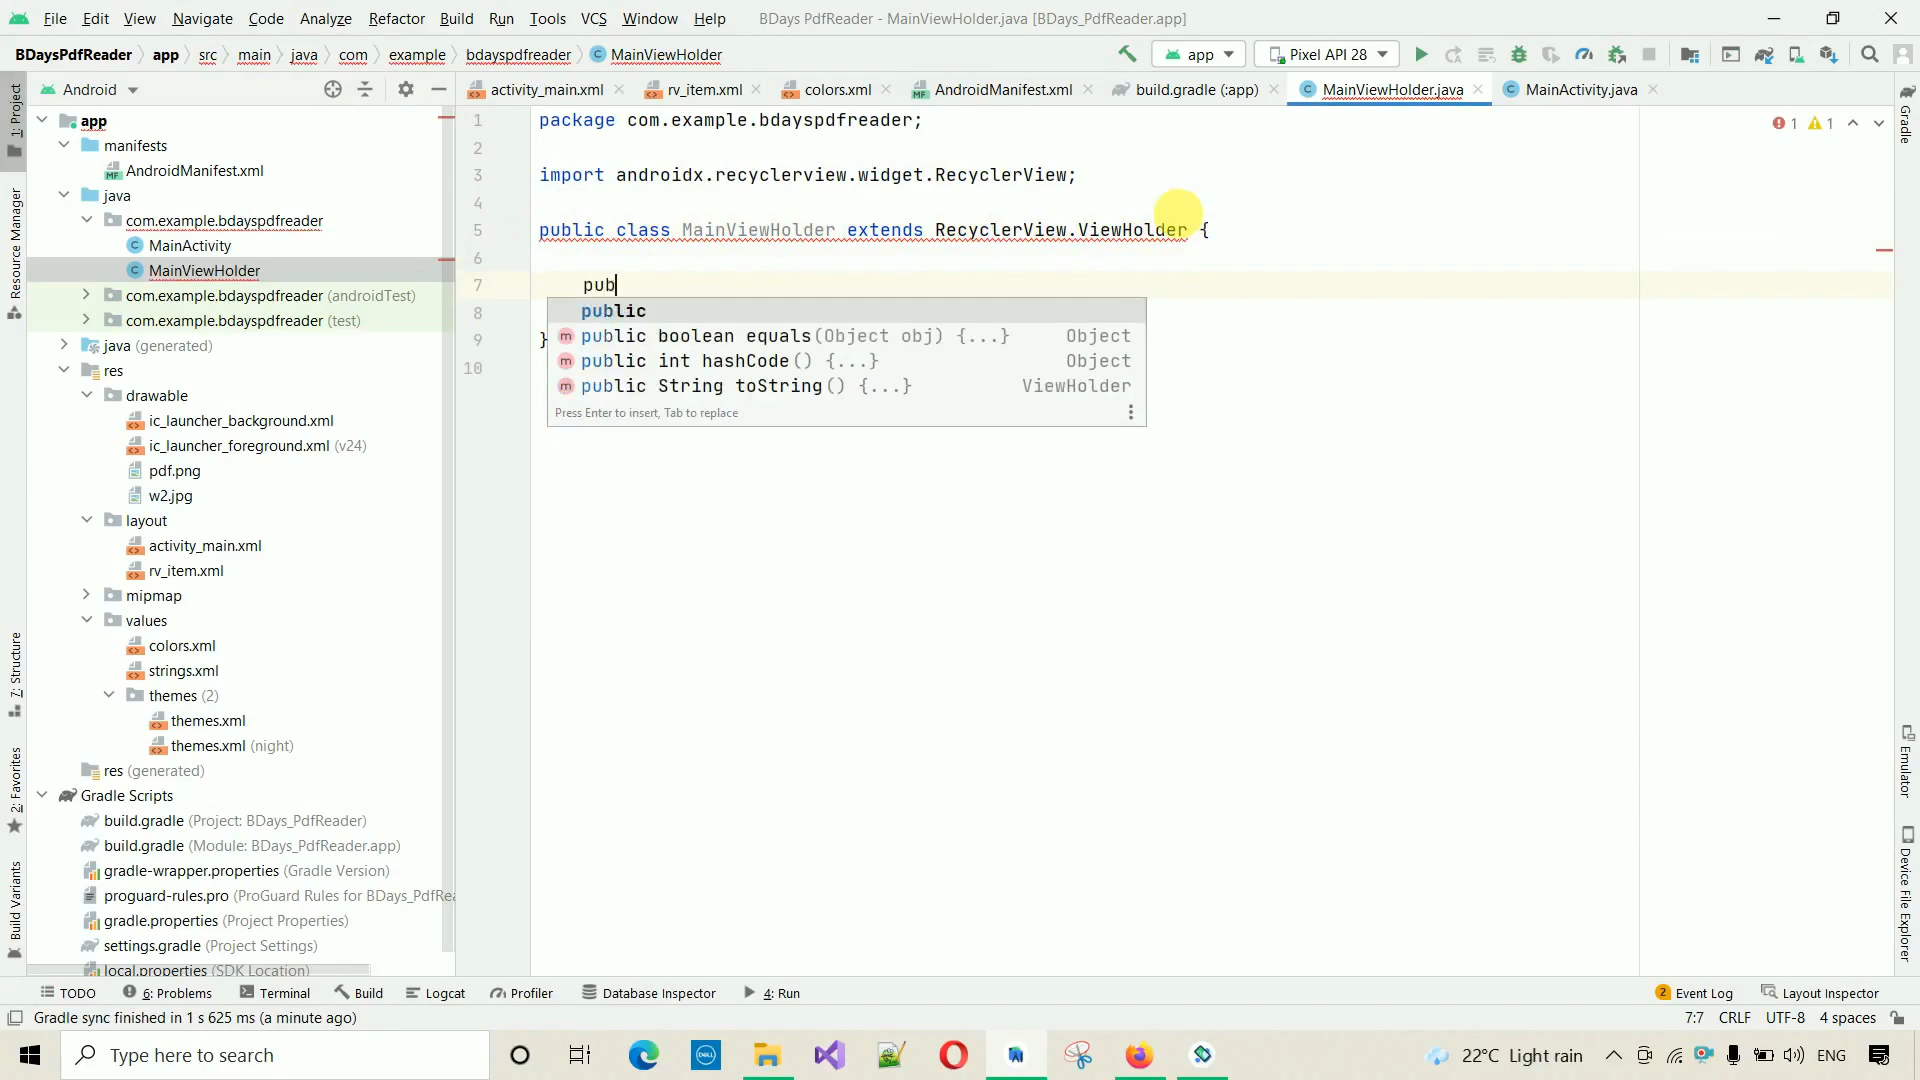 File Edit View Navigate Code Analyze Refactor Build Run Tools VCS Window Help BDays PdfReader - MainViewHolder.java [BDays_PdfReader.app]
BDaysPdfReader app src main java com example bdayspdfreader MainViewHolder app Pixel API 28
Android activity_main.xml rv_item.xml colors.xml AndroidManifest.xml build.gradle (:app) MainViewHolder.java MainActivity.java
1: Project
Resource Manager
7: Structure
2: Favorites
Build Variants
app
manifests
AndroidManifest.xml
java
com.example.bdayspdfreader
MainActivity
MainViewHolder
com.example.bdayspdfreader (androidTest)
com.example.bdayspdfreader (test)
java (generated)
res
drawable
ic_launcher_background.xml
ic_launcher_foreground.xml (v24)
pdf.png
w2.jpg
layout
activity_main.xml
rv_item.xml
mipmap
values
colors.xml
strings.xml
themes (2)
themes.xml
themes.xml (night)
res (generated)
Gradle Scripts
build.gradle (Project: BDays_PdfReader)
build.gradle (Module: BDays_PdfReader.app)
gradle-wrapper.properties (Gradle Version)
proguard-rules.pro (ProGuard Rules for BDays_PdfRea
gradle.properties (Project Properties)
settings.gradle (Project Settings)
local.properties (SDK Location)
1 package com.example.bdayspdfreader;
2
3 import androidx.recyclerview.widget.RecyclerView;
4
5 public class MainViewHolder extends RecyclerView.ViewHolder {
6
7 pub
8
9 }
10
public
m public boolean equals(Object obj) {...} Object
m public int hashCode() {...} Object
m public String toString() {...} ViewHolder
Press Enter to insert, Tab to replace
1 1
Gradle
Emulator
Device File Explorer
TODO 6: Problems Terminal Build Logcat Profiler Database Inspector 4: Run 2 Event Log Layout Inspector
Gradle sync finished in 1 s 625 ms (a minute ago) 7:7 CRLF UTF-8 4 spaces
Type here to search DELL 22°C Light rain ENG